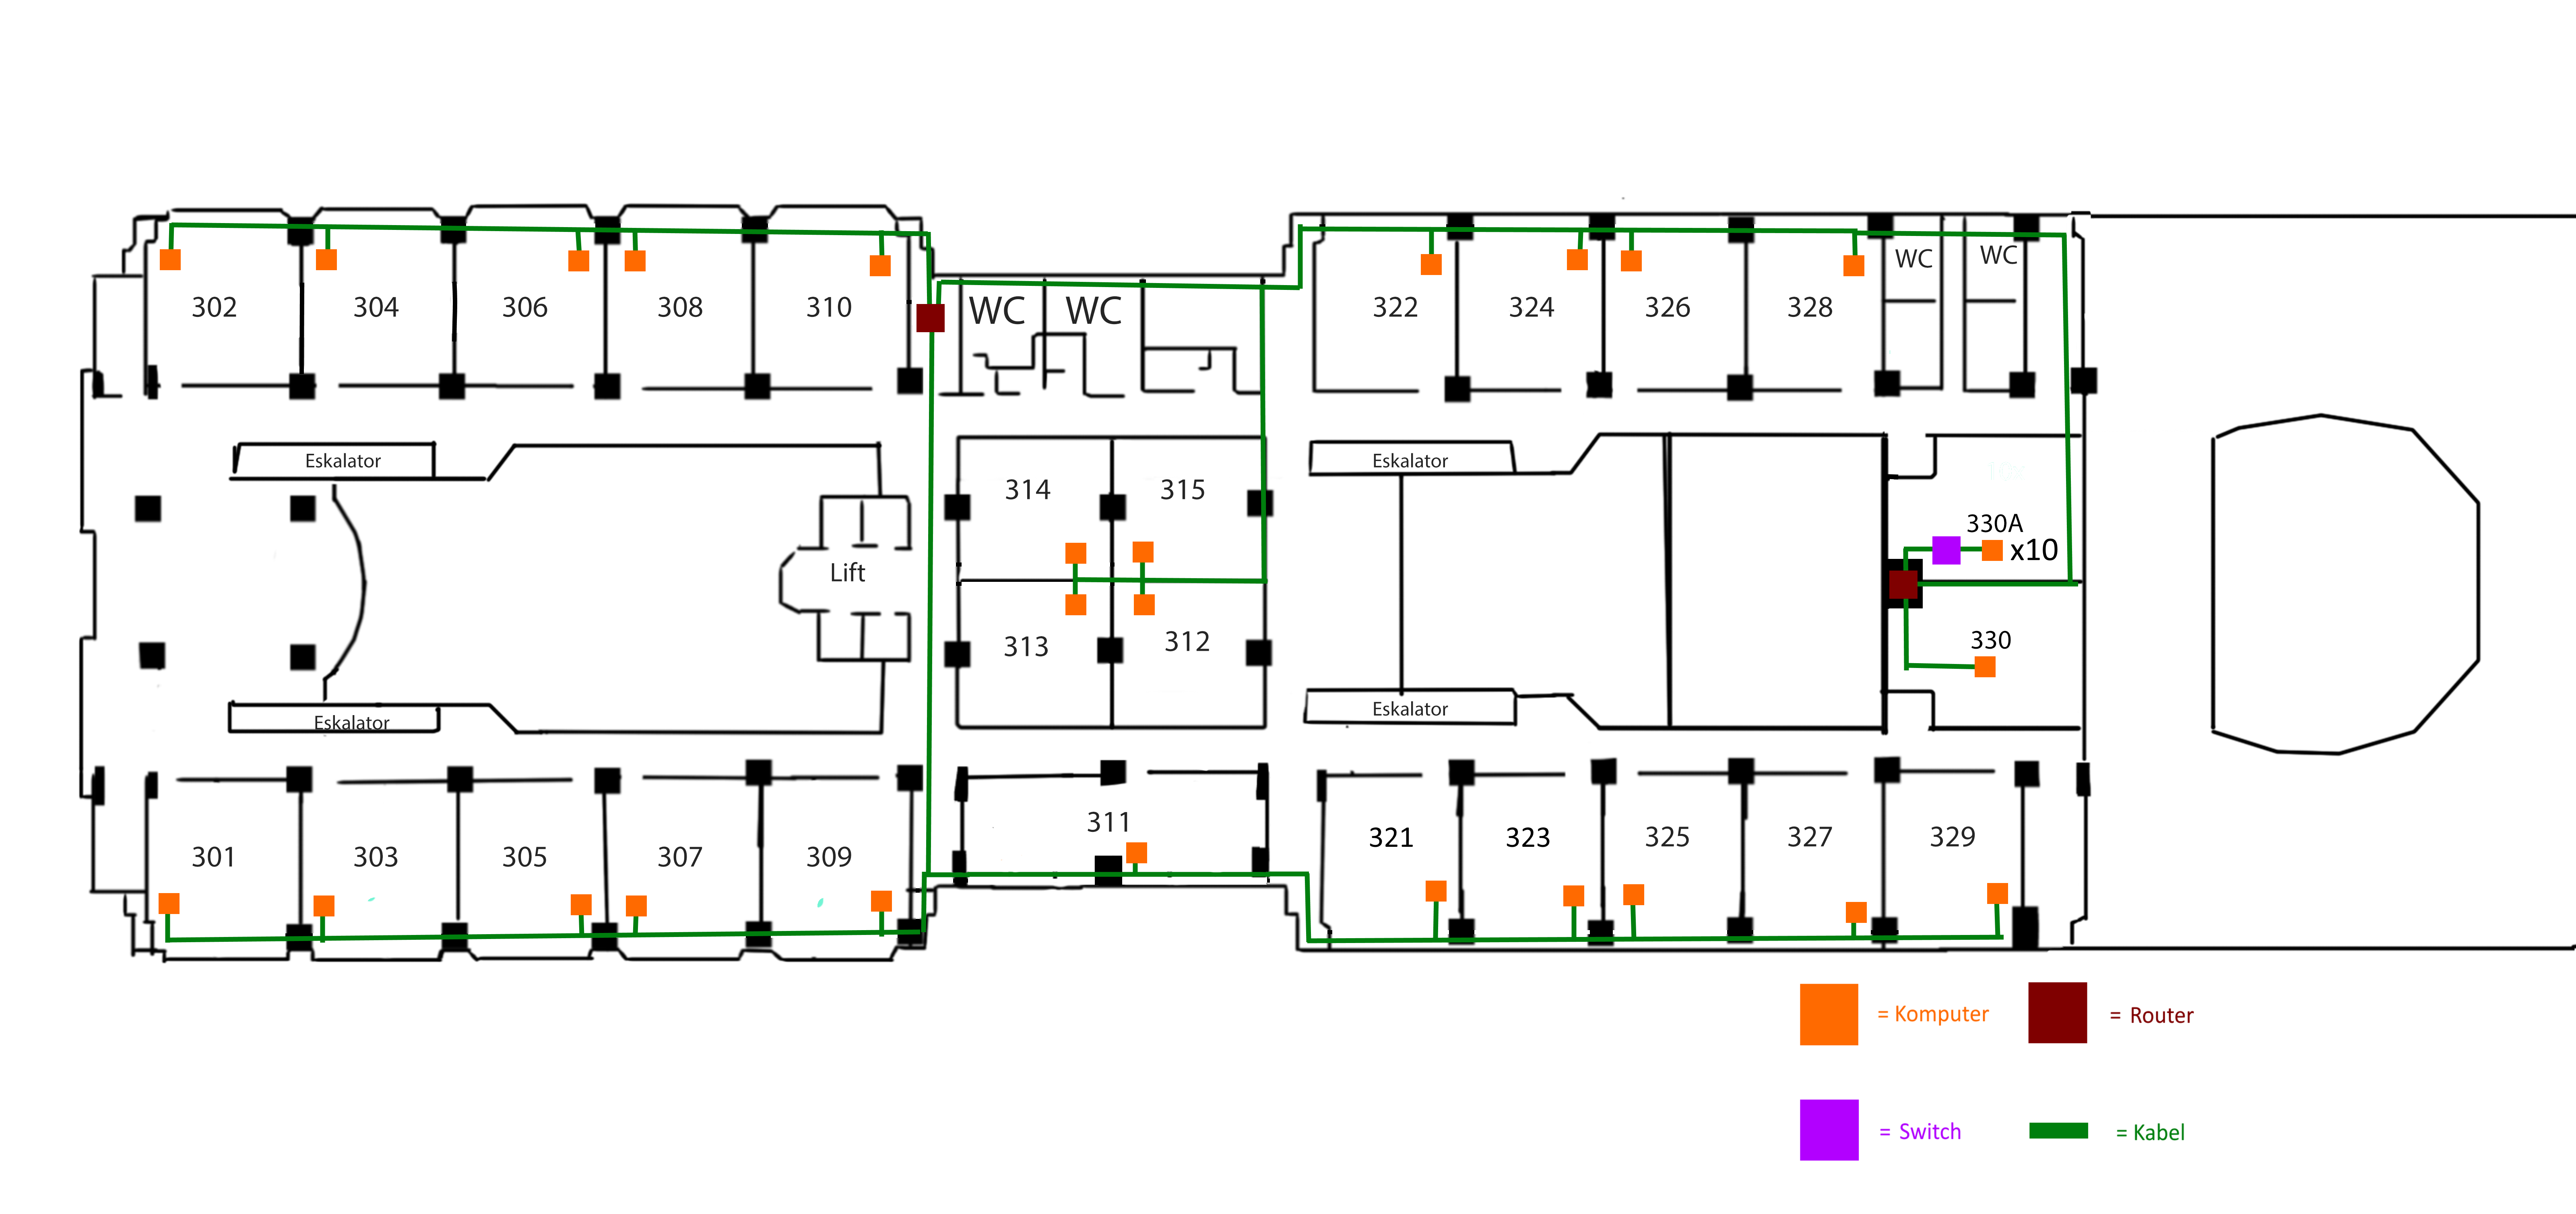 302
304
306
308
310
WC
WC
322
324
326
328
WC
WC
Eskalator
Eskalator
314
315
330A
x10
Lift
313
312
330
Eskalator
Eskalator
301
303
305
307
309
311
321
323
325
327
329
= Komputer
= Router
= Switch
= Kabel